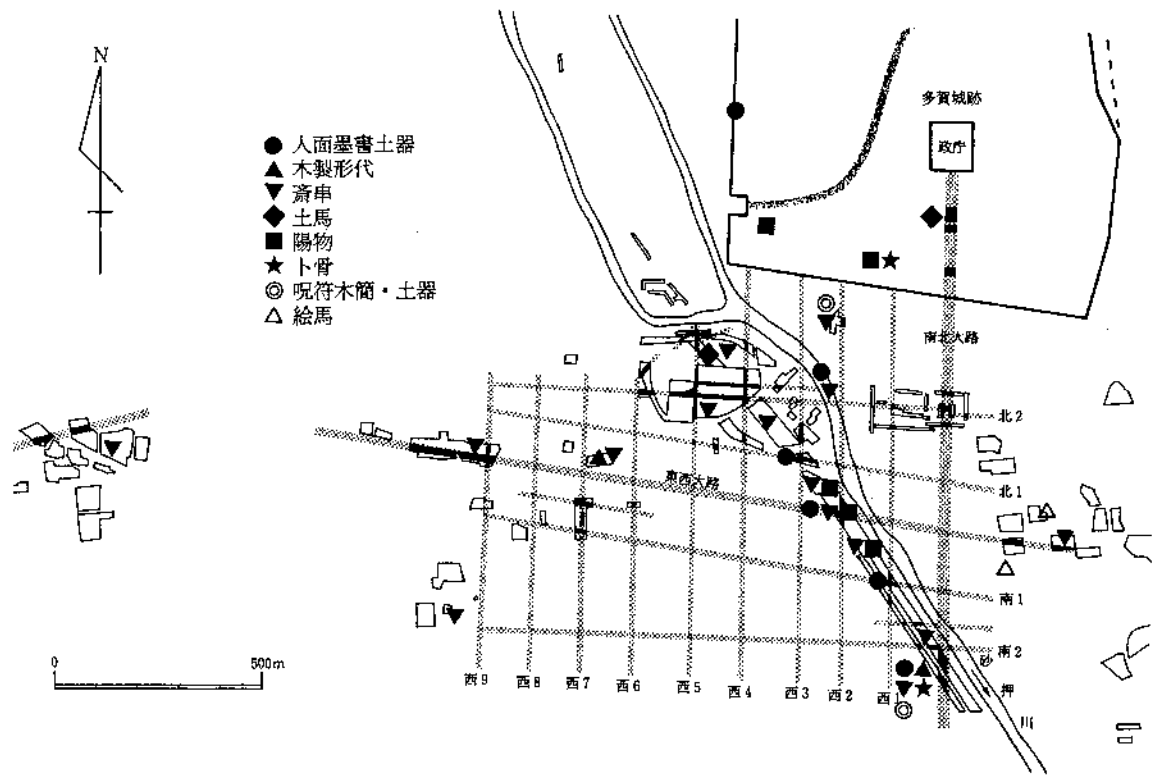 N
人面墨書土器
木製形代
斎串
土馬
陽物
卜骨
呪符木簡・土器
絵馬
多賀城跡
政庁
南北大路
北2
東西大路
北1
南1
南2
砂
押
川
西9
西8
西7
西6
西5
西4
西3
西2
西1
0
500m